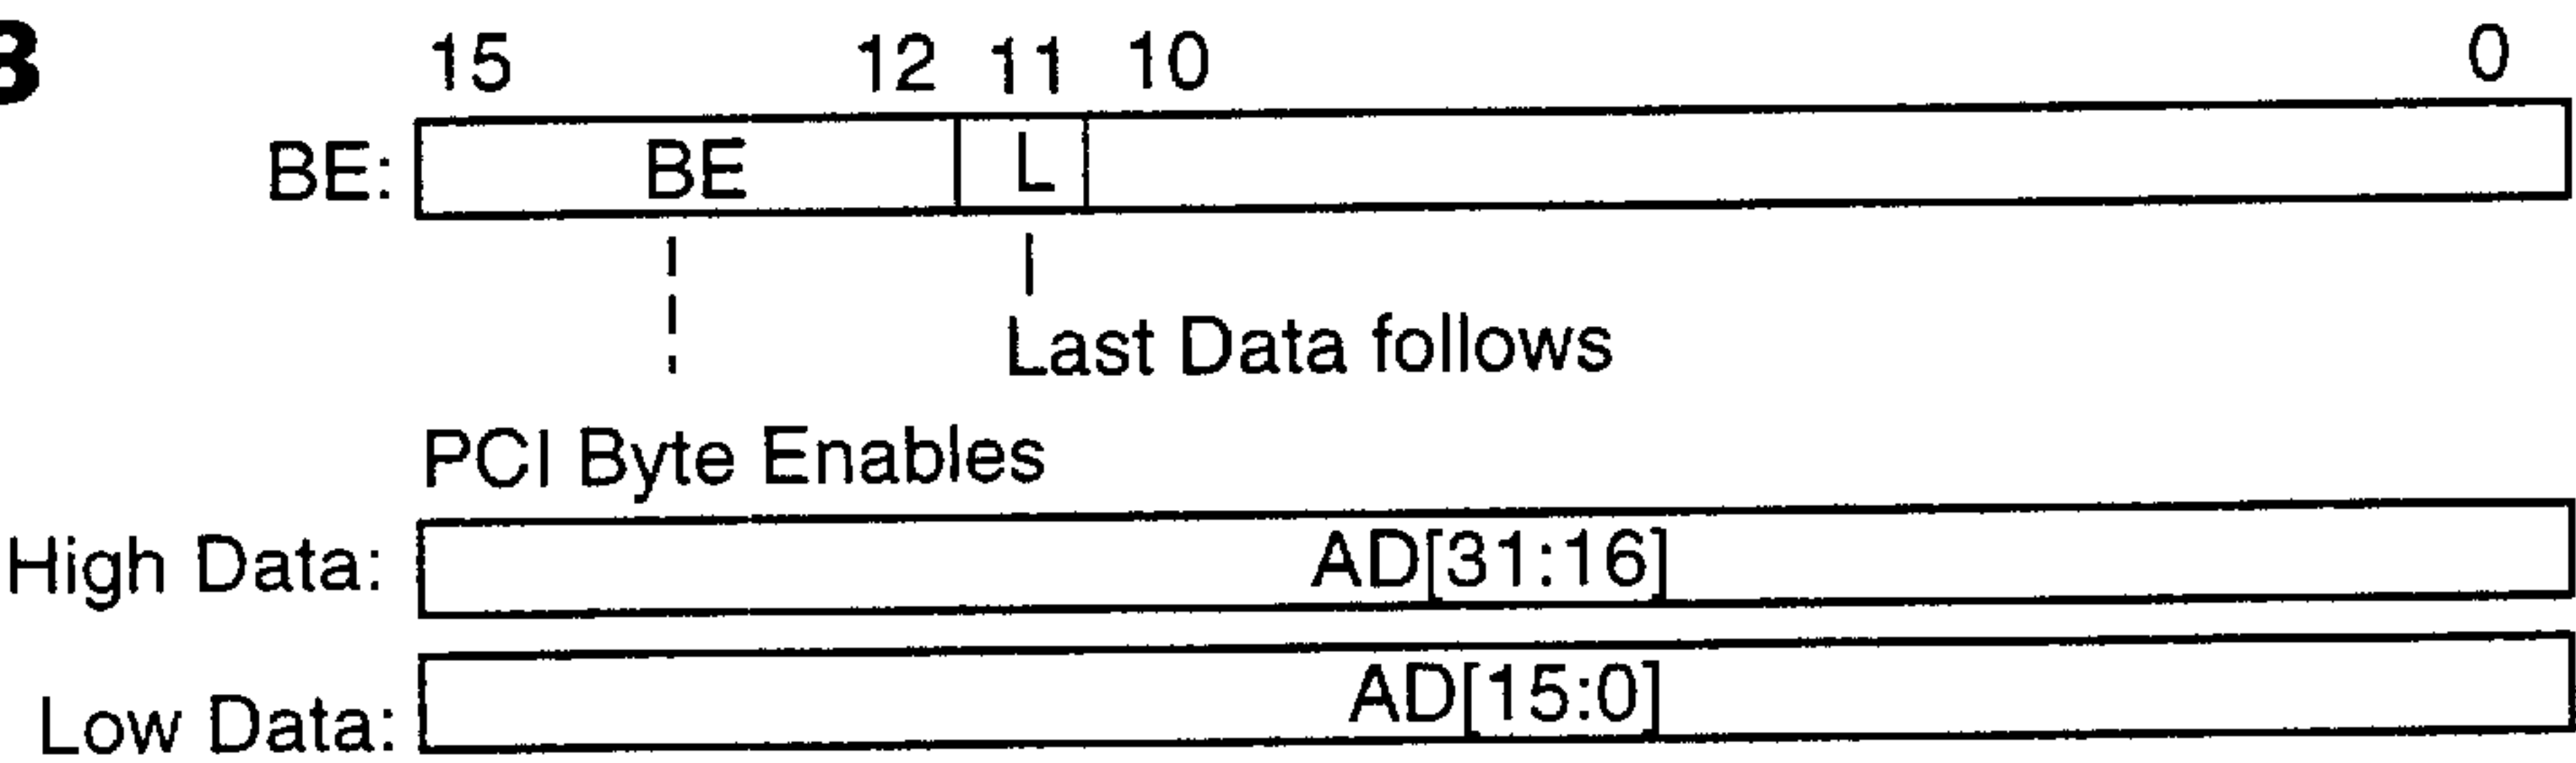 15 12 11 10 0
BE: BE L
Last Data follows
PCI Byte Enables
High Data: AD[31:16]
Low Data: AD[15:0]